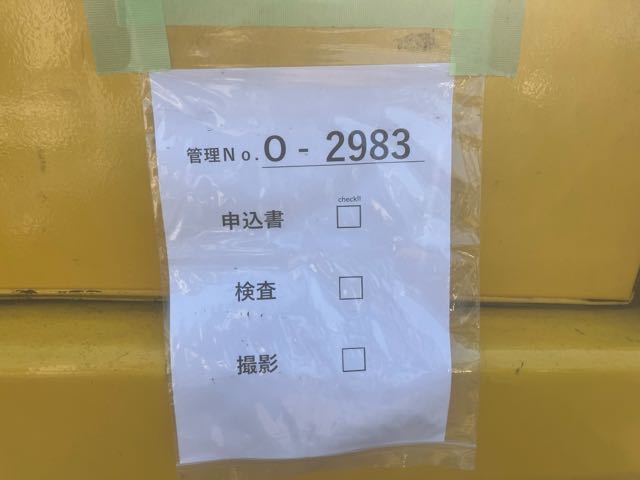 管理No. O - 2983
check!!
申込書 □
検査 □
撮影 □